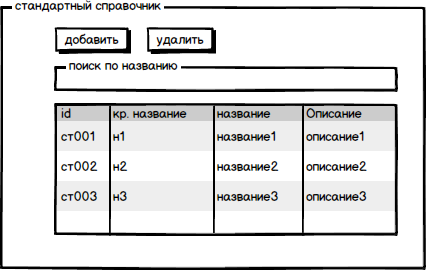 стандартный справочник
добавить удалить
поиск по названию
id кр. название название Описание
ст001 н1 название1 описание1
ст002 н2 название2 описание2
ст003 н3 название3 описание3